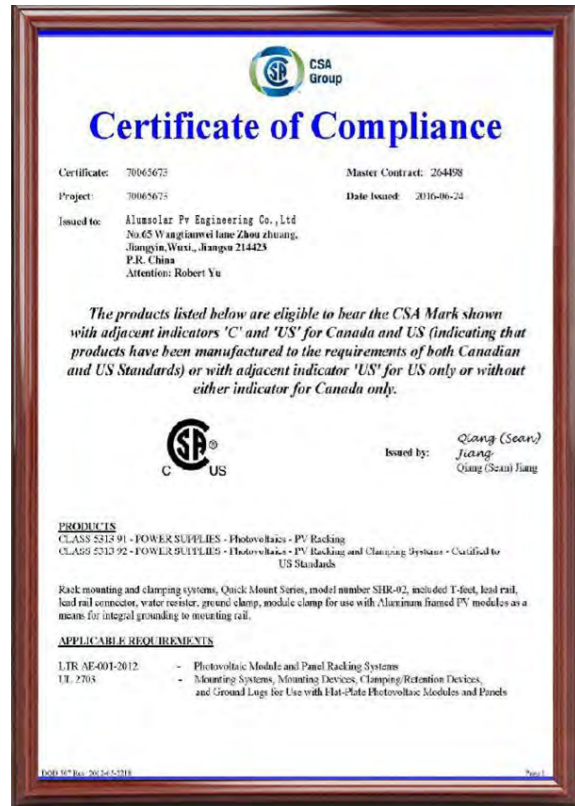 CSA
Group
Certificate of Compliance
Certificate: 70065673 Master Contract: 264498
Project: 70065673 Date Issued: 2016-06-24
Issued to: Alumsolar Pv Engineering Co.,Ltd
No.65 Wangtianwei lane Zhou zhuang,
Jiangyin,Wuxi., Jiangsu 214423
P.R. China
Attention: Robert Yu
The products listed below are eligible to bear the CSA Mark shown
with adjacent indicators 'C' and 'US' for Canada and US (indicating that
products have been manufactured to the requirements of both Canadian
and US Standards) or with adjacent indicator 'US' for US only or without
either indicator for Canada only.
SA ®
C US
Issued by: Qiang (Sean)
Jiang
Qiang (Sean) Jiang
PRODUCTS
CLASS 5313 91 - POWER SUPPLIES - Photovoltaics - PV Racking
CLASS 5313 92 - POWER SUPPLIES - Photovoltaics - PV Racking and Clamping Systems - Certified to
US Standards
Rack mounting and clamping systems, Quick Mount Series, model number SHR-02, included T-feet, lead rail,
lead rail connector, water resister, ground clamp, module clamp for use with Aluminum framed PV modules as a
means for integral grounding to mounting rail.
APPLICABLE REQUIREMENTS
LTR AE-001-2012 - Photovoltaic Module and Panel Racking Systems
UL 2703 - Mounting Systems, Mounting Devices, Clamping/Retention Devices,
and Ground Lugs for Use with Flat-Plate Photovoltaic Modules and Panels
Rev. Page 1